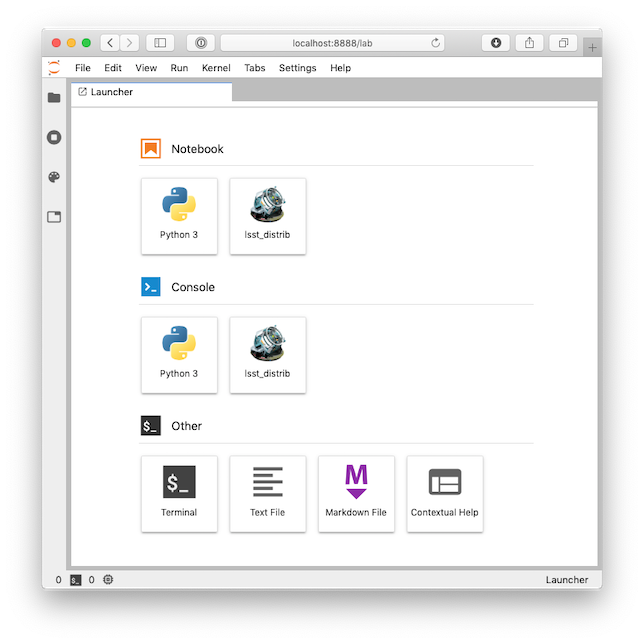 localhost:8888/lab
File Edit View Run Kernel Tabs Settings Help
Launcher
Notebook
Python 3 lsst_distrib
>_ Console
Python 3 lsst_distrib
$_ Other
$_ M
Terminal Text File Markdown File Contextual Help
0 $_ 0 Launcher